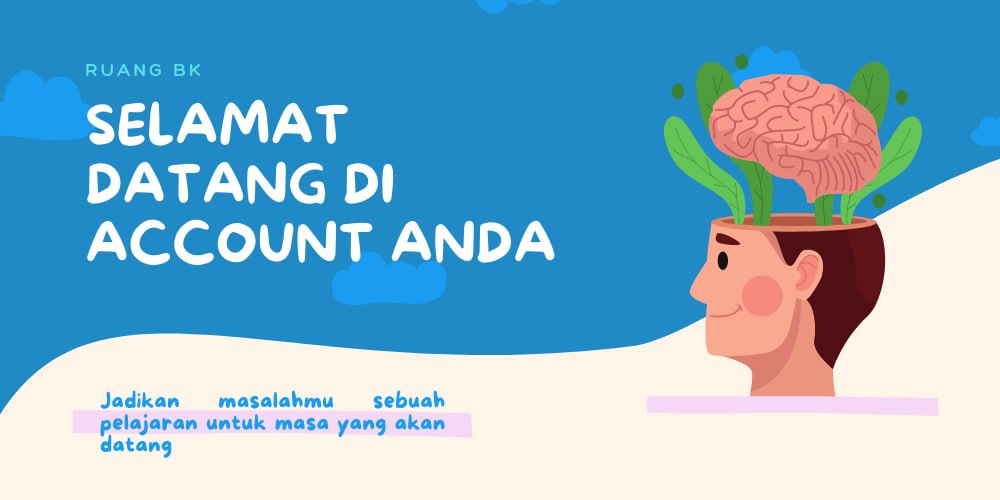 RUANG BK
SELAMAT
DATANG DI
ACCOUNT ANDA
Jadikan masalahmu sebuah
pelajaran untuk masa yang akan
datang